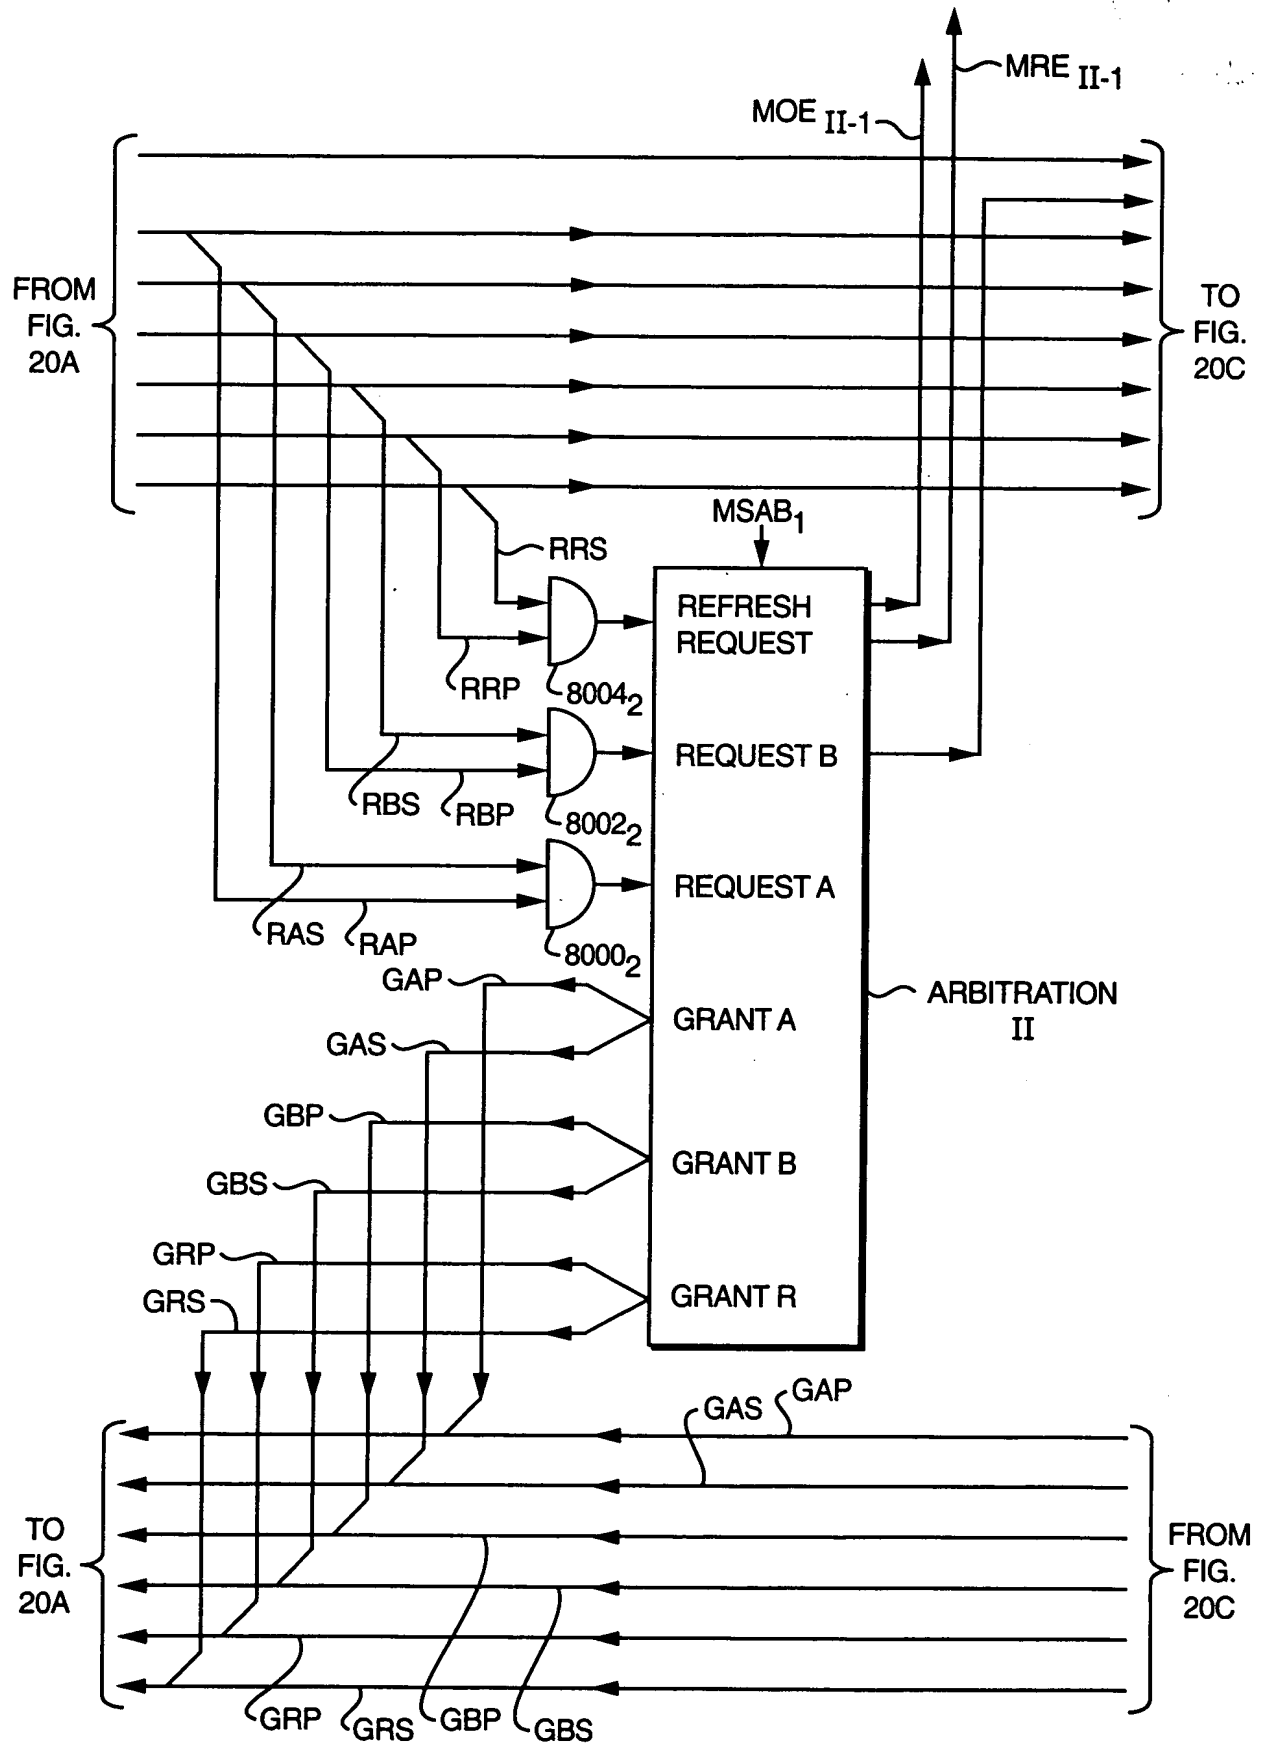 MRE II-1
MOE II-1
FROM
FIG.
20A
TO
FIG.
20C
MSAB1
RRS
REFRESH
REQUEST
RRP
80042
REQUEST B
RBS
RBP
80022
REQUEST A
RAS
RAP
80002
GAP
ARBITRATION
II
GRANT A
GAS
GBP
GRANT B
GBS
GRP
GRANT R
GRS
GAP
GAS
TO
FIG.
20A
FROM
FIG.
20C
GRP
GRS
GBP
GBS